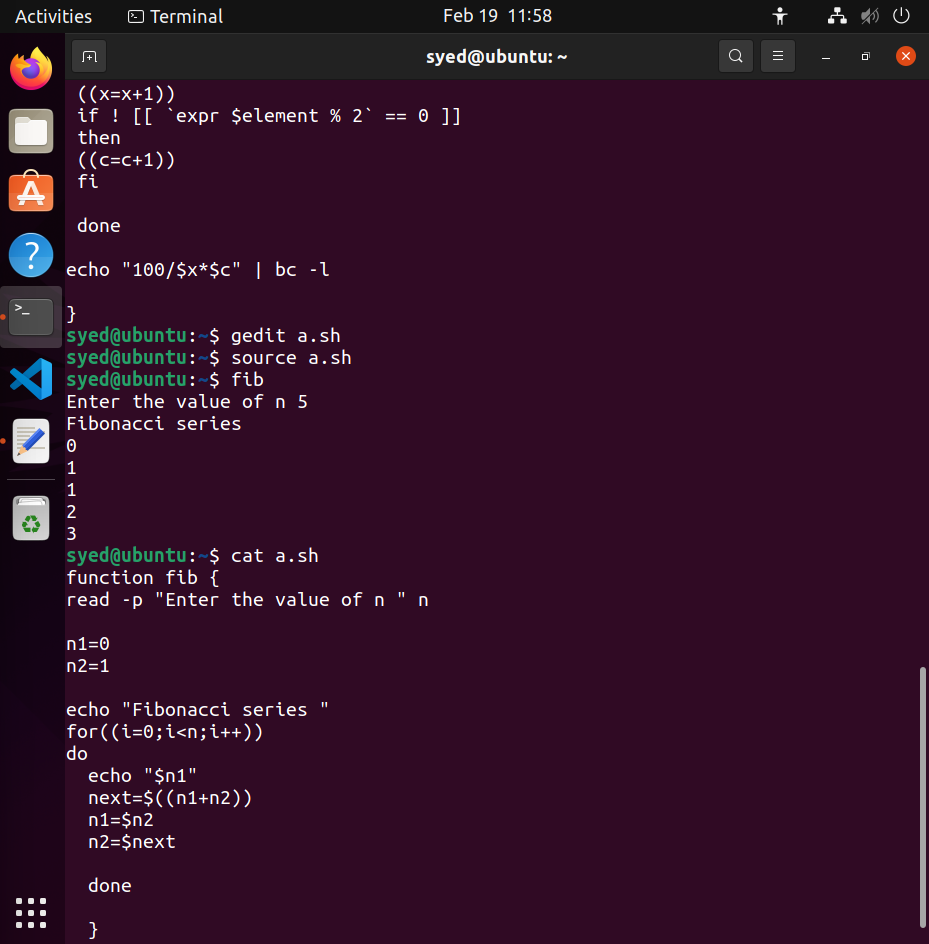 Activities Terminal Feb 19 11:58
syed@ubuntu: ~
((x=x+1))
if ! [[ `expr $element % 2` == 0 ]]
then
((c=c+1))
fi
done
echo "100/$x*$c" | bc -l
}
syed@ubuntu:~$ gedit a.sh
syed@ubuntu:~$ source a.sh
syed@ubuntu:~$ fib
Enter the value of n 5
Fibonacci series
0
1
1
2
3
syed@ubuntu:~$ cat a.sh
function fib {
read -p "Enter the value of n " n
n1=0
n2=1
echo "Fibonacci series "
for((i=0;i<n;i++))
do
echo "$n1"
next=$((n1+n2))
n1=$n2
n2=$next
done
}